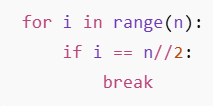 for i in range(n):
    if i == n//2:
        break